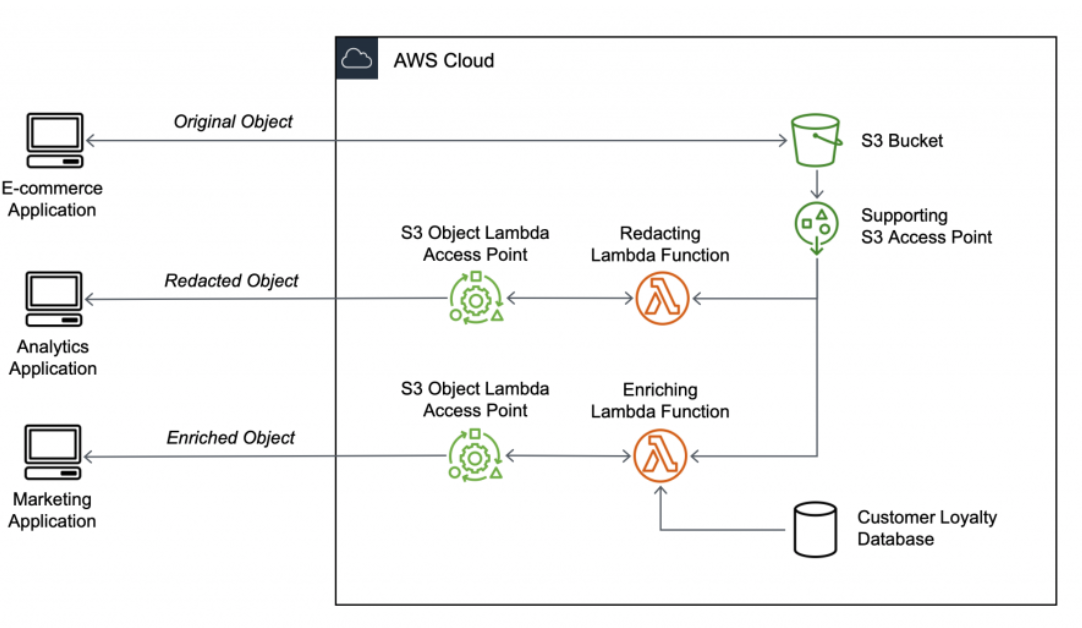 AWS Cloud
Original Object
S3 Bucket
E-commerce
Application
Supporting
S3 Access Point
S3 Object Lambda
Access Point
Redacting
Lambda Function
Redacted Object
Analytics
Application
S3 Object Lambda
Access Point
Enriching
Lambda Function
Enriched Object
Marketing
Application
Customer Loyalty
Database